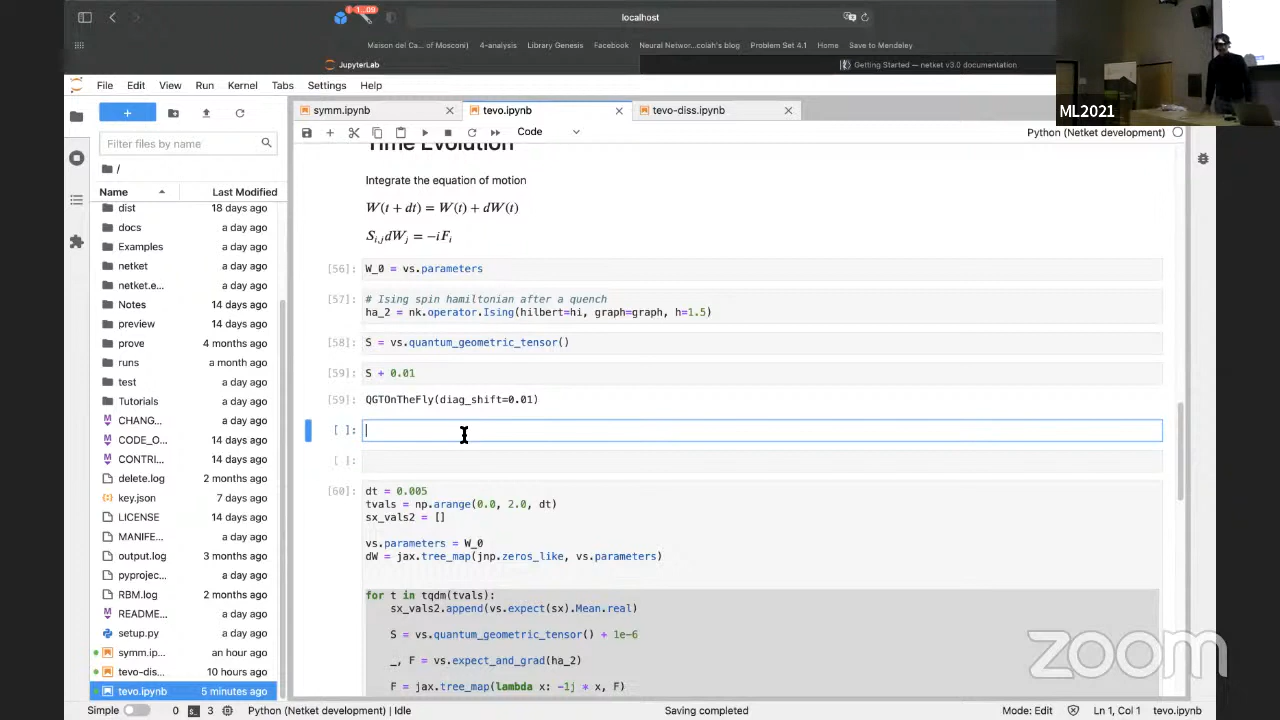 1...09
localhost
Maison del Ca... of Mosconi)
4-analysis
Library Genesis
Facebook
Neural Networ...colah's blog
Problem Set 4.1
Home
Save to Mendeley
JupyterLab
Getting Started — netket v3.0 documentation
ML2021
File Edit View Run Kernel Tabs Settings Help
symm.ipynb
tevo.ipynb
tevo-diss.ipynb
Code
Python (Netket development)
Filter files by name
/
Name Last Modified
dist 18 days ago
docs a day ago
Examples a day ago
netket a day ago
netket.e... a day ago
Notes 14 days ago
preview 14 days ago
prove 4 months ago
runs a month ago
test a day ago
Tutorials a day ago
CHANG... a day ago
CODE_O... 14 days ago
CONTRI... 14 days ago
delete.log 2 months ago
key.json 7 days ago
LICENSE 14 days ago
MANIFE... a day ago
output.log 3 months ago
pyprojec... a day ago
RBM.log 2 months ago
README... a day ago
setup.py a day ago
symm.ip... an hour ago
tevo-dis... 10 hours ago
tevo.ipynb 5 minutes ago
Time Evolution
Integrate the equation of motion
W(t + dt) = W(t) + dW(t)
S_{i,j}dW_j = −iF_i
[56]: W_0 = vs.parameters
[57]: # Ising spin hamiltonian after a quench
ha_2 = nk.operator.Ising(hilbert=hi, graph=graph, h=1.5)
[58]: S = vs.quantum_geometric_tensor()
[59]: S + 0.01
[59]: QGTOnTheFly(diag_shift=0.01)
[ ]:
[ ]:
[60]: dt = 0.005
tvals = np.arange(0.0, 2.0, dt)
sx_vals2 = []
vs.parameters = W_0
dW = jax.tree_map(jnp.zeros_like, vs.parameters)
for t in tqdm(tvals):
sx_vals2.append(vs.expect(sx).Mean.real)
S = vs.quantum_geometric_tensor() + 1e-6
_, F = vs.expect_and_grad(ha_2)
F = jax.tree_map(lambda x: -1j * x, F)
zoom
Simple 0 3 Python (Netket development) | Idle
Saving completed
Mode: Edit
Ln 1, Col 1 tevo.ipynb